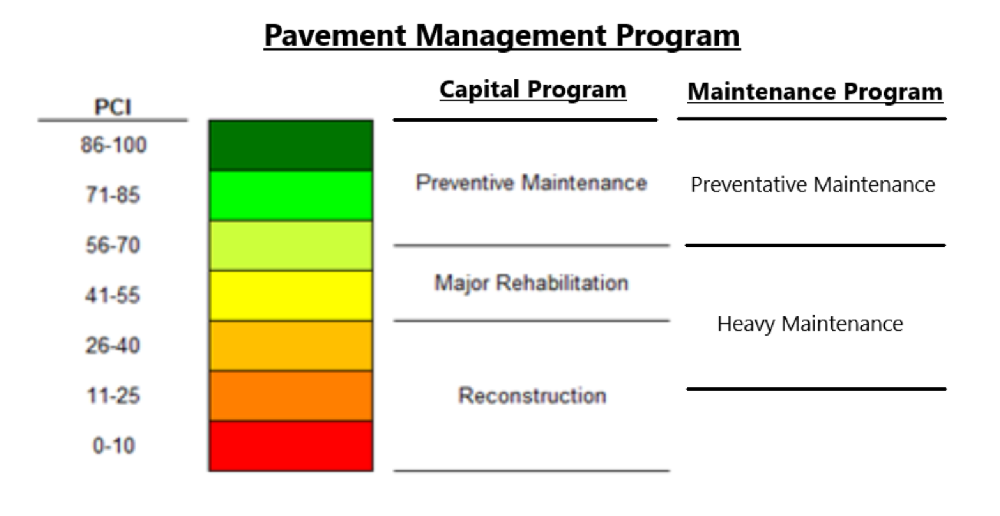 Pavement Management Program
Capital Program
Maintenance Program
PCI
86-100
Preventive Maintenance
Preventative Maintenance
71-85
56-70
Major Rehabilitation
41-55
Heavy Maintenance
26-40
11-25
Reconstruction
0-10